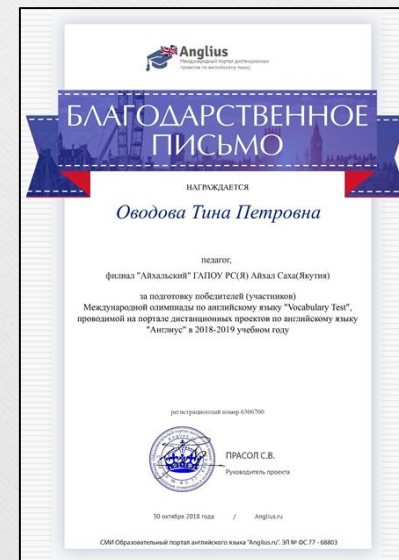 Anglius
Международный портал дистанционных
проектов по английскому языку
БЛАГОДАРСТВЕННОЕ
ПИСЬМО
НАГРАЖДАЕТСЯ
Оводова Тина Петровна
педагог,
филиал "Айхальский" ГАПОУ РС(Я) Айхал Саха(Якутия)
за подготовку победителей (участников)
Международной олимпиады по английскому языку "Vocabulary Test",
проводимой на портале дистанционных проектов по английскому языку
"Англиус" в 2018-2019 учебном году
регистрационный номер 6306700
ПРАСОЛ С.В.
Руководитель проекта
30 октября 2018 года / Anglius.ru
СМИ Образовательный портал английского языка "Anglius.ru". ЭЛ № ФС 77 - 68803